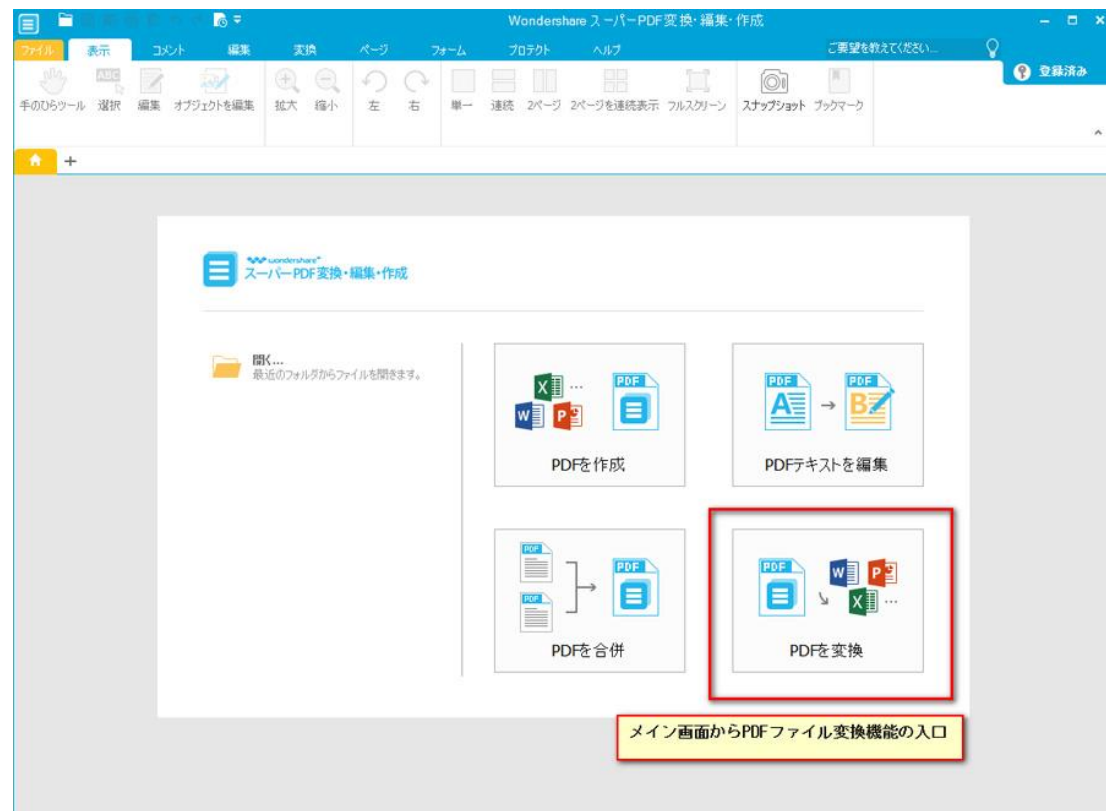 Wondershare スーパーPDF変換・編集・作成
ファイル 表示 コメント 編集 変換 ページ フォーム プロテクト ヘルプ ご要望を教えてください...
登録済み
ABC
手のひらツール 選択 編集 オブジェクトを編集 拡大 縮小 左 右 単一 連続 2ページ 2ページを連続表示 フルスクリーン スナップショット ブックマーク
wondershare
スーパーPDF変換・編集・作成
開く...
最近のフォルダからファイルを開きます。
X ... W P PDF
PDFを作成
PDF A → PDF B
PDFテキストを編集
PDF PDF PDF
PDFを合併
PDF W P X ...
PDFを変換
メイン画面からPDFファイル変換機能の入口